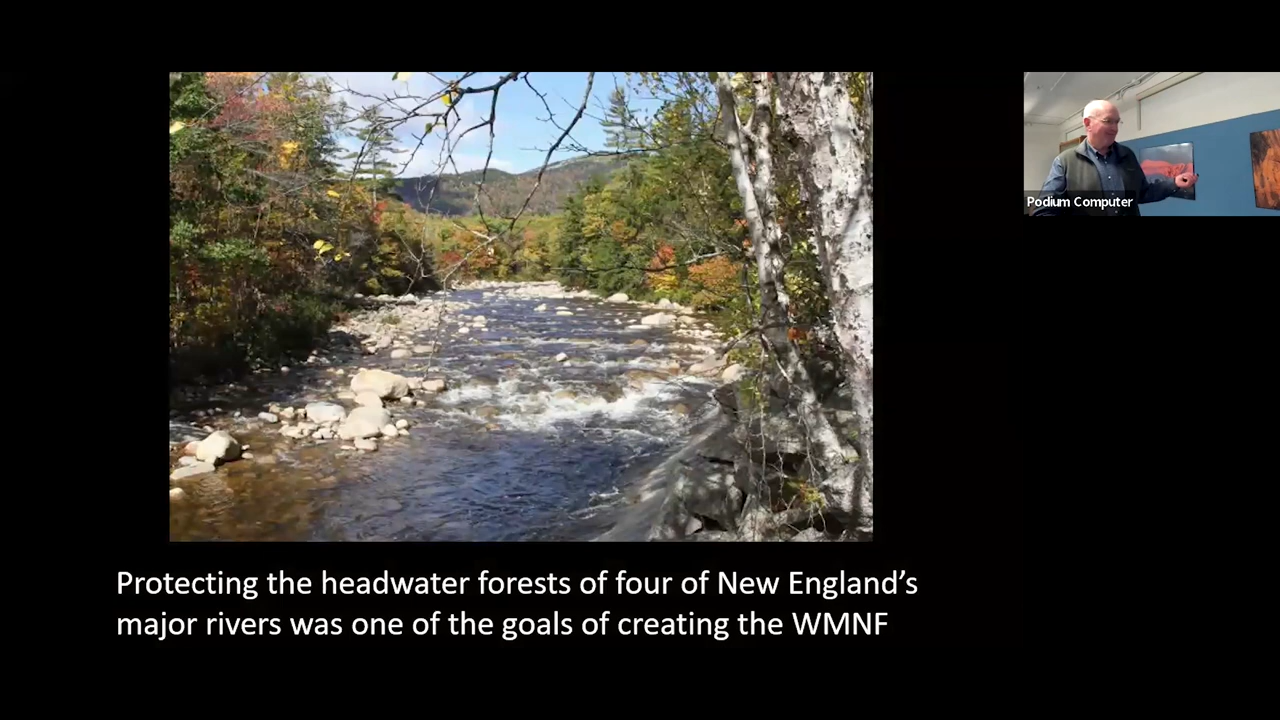 Podium Computer
Protecting the headwater forests of four of New England’s
major rivers was one of the goals of creating the WMNF